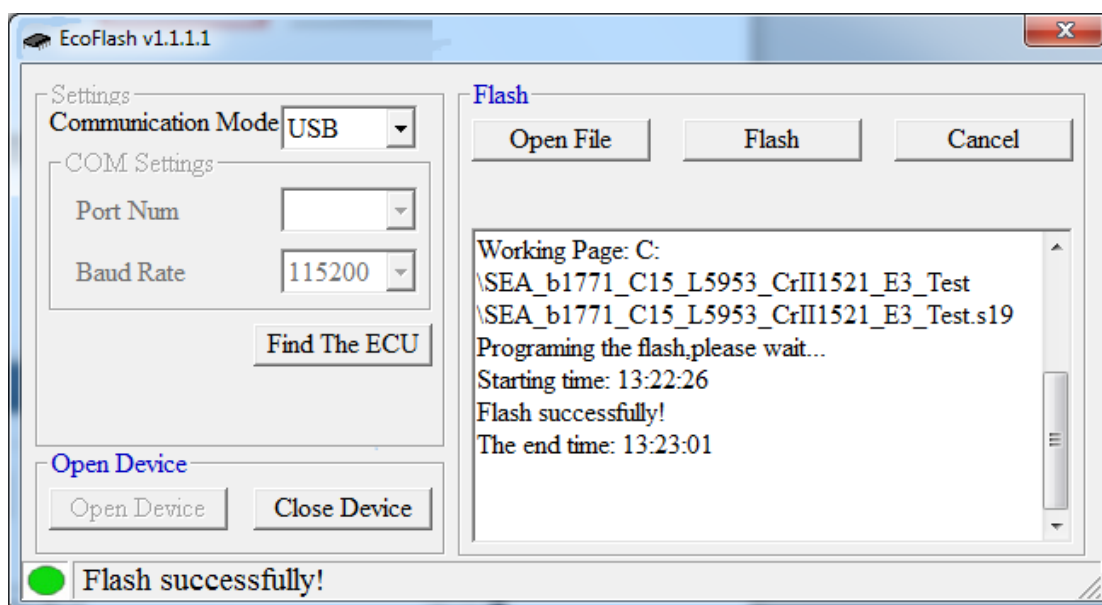 EcoFlash v1.1.1.1
Settings
Communication Mode USB
COM Settings
Port Num
Baud Rate 115200
Find The ECU
Open Device
Open Device Close Device
Flash
Open File Flash Cancel
Working Page: C:
\SEA_b1771_C15_L5953_CrII1521_E3_Test
\SEA_b1771_C15_L5953_CrII1521_E3_Test.s19
Programing the flash,please wait...
Starting time: 13:22:26
Flash successfully!
The end time: 13:23:01
Flash successfully!